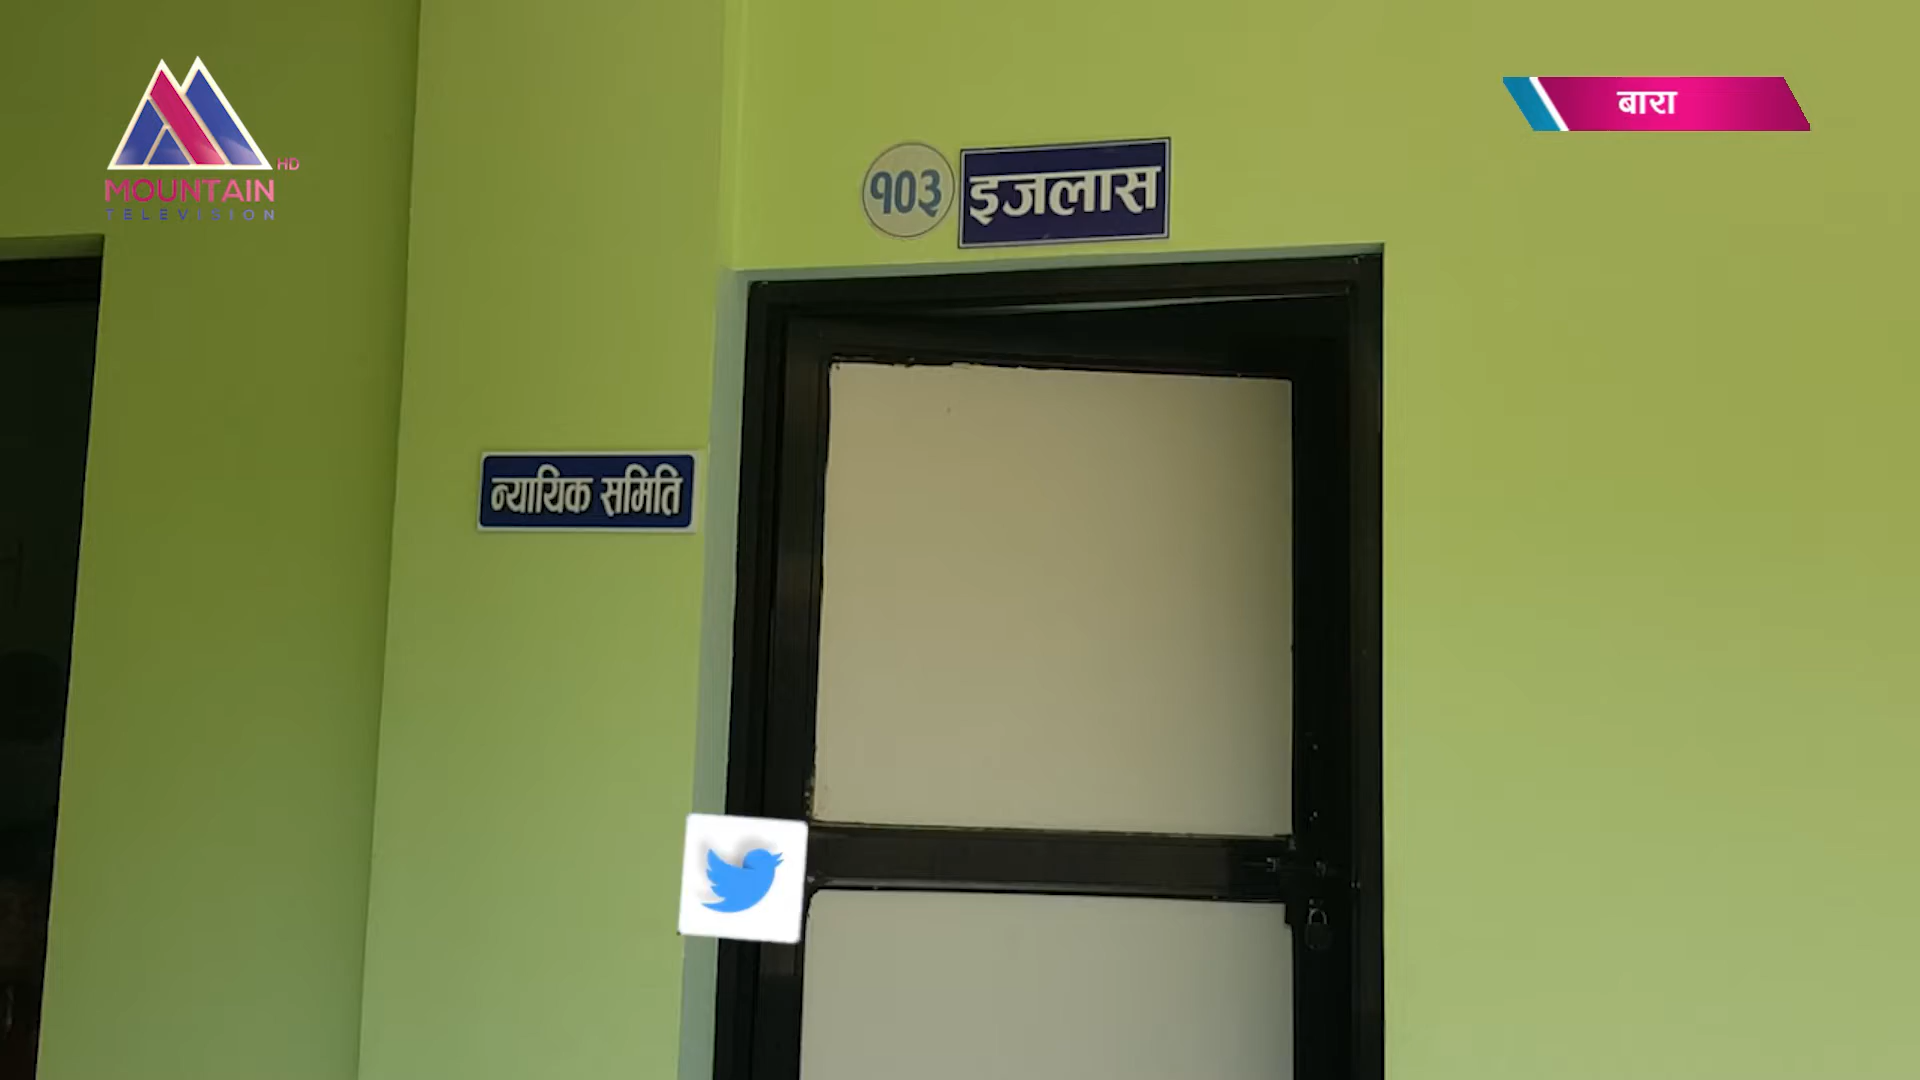 MOUNTAIN HD
TELEVISION
बारा
१०३
इजलास
न्यायिक समिति